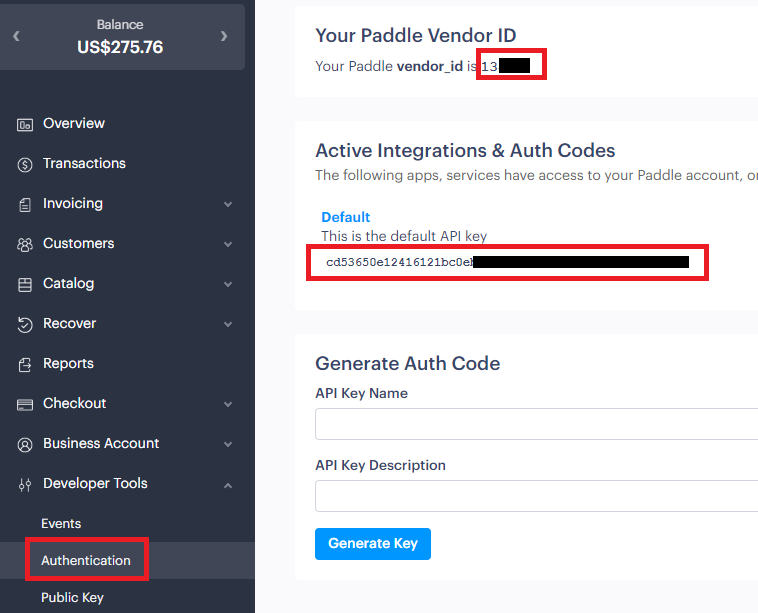 Balance
US$275.76
Overview
Transactions
Invoicing
Customers
Catalog
Recover
Reports
Checkout
Business Account
Developer Tools
Events
Authentication
Public Key
Your Paddle Vendor ID
Your Paddle vendor_id is 13
Active Integrations & Auth Codes
The following apps, services have access to your Paddle account, or
Default
This is the default API key
cd53650e12416121bc0e
Generate Auth Code
API Key Name
API Key Description
Generate Key